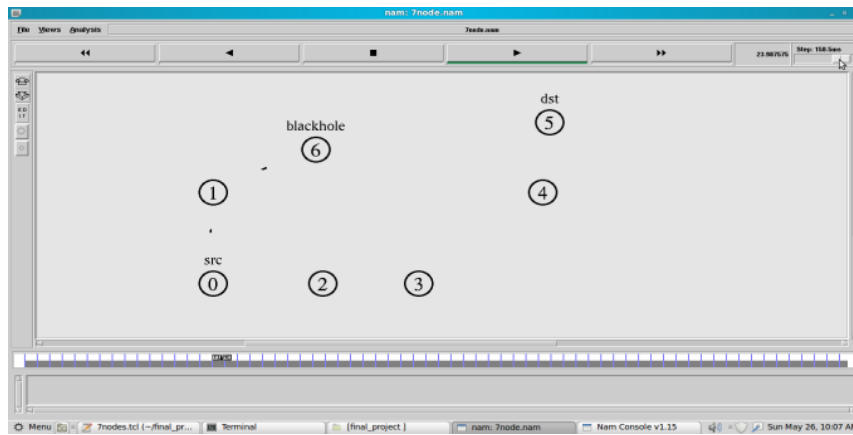 nam: 7node.nam
File Views Analysis 7node.nam
23.987575 Step: 158.5ms
dst
5
blackhole
6
1
4
src
0
2
3
Menu 7nodes.tcl (~/final_pr... Terminal [final_project ] nam: 7node.nam Nam Console v1.15 Sun May 26, 10:07 AM